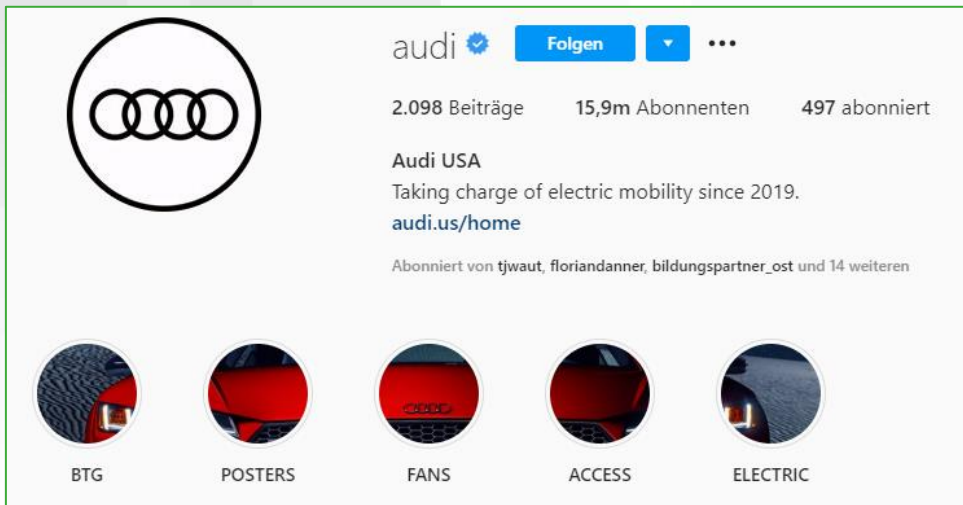 audi Folgen
2.098 Beiträge 15,9m Abonnenten 497 abonniert
Audi USA
Taking charge of electric mobility since 2019.
audi.us/home
Abonniert von tjwaut, floriandanner, bildungspartner_ost und 14 weiteren
BTG POSTERS FANS ACCESS ELECTRIC